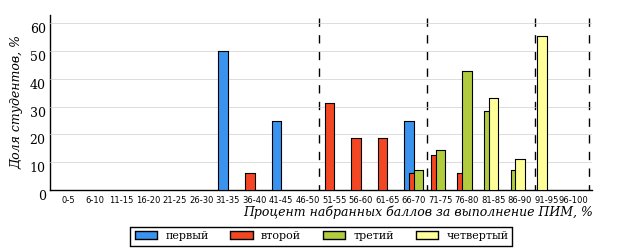 Доля студентов, %
60
50
40
30
20
10
0
0-5 6-10 11-15 16-20 21-25 26-30 31-35 36-40 41-45 46-50 51-55 56-60 61-65 66-70 71-75 76-80 81-85 86-90 91-95 96-100
Процент набранных баллов за выполнение ПИМ, %
первый второй третий четвертый